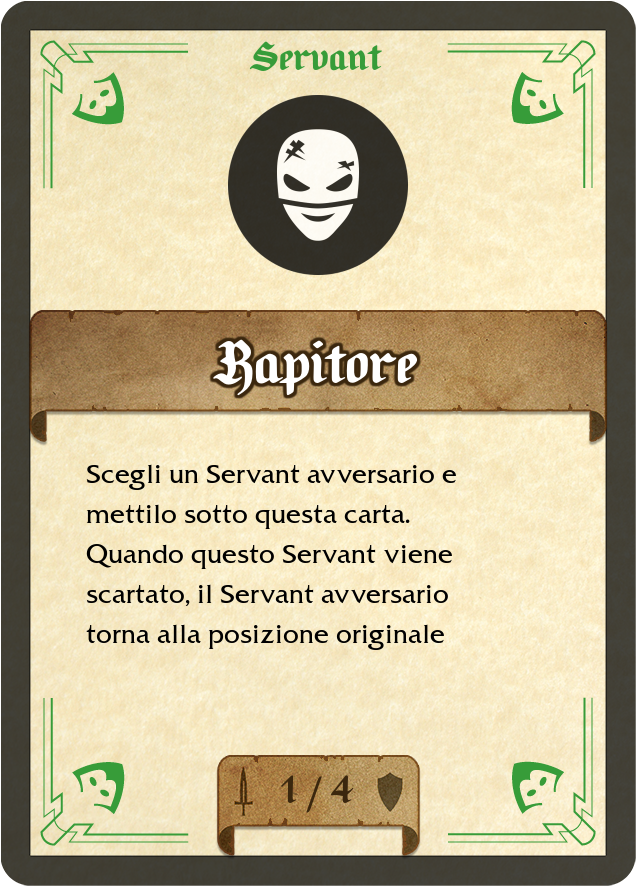 Servant
Rapitore
Scegli un Servant avversario e
mettilo sotto questa carta.
Quando questo Servant viene
scartato, il Servant avversario
torna alla posizione originale
1/4